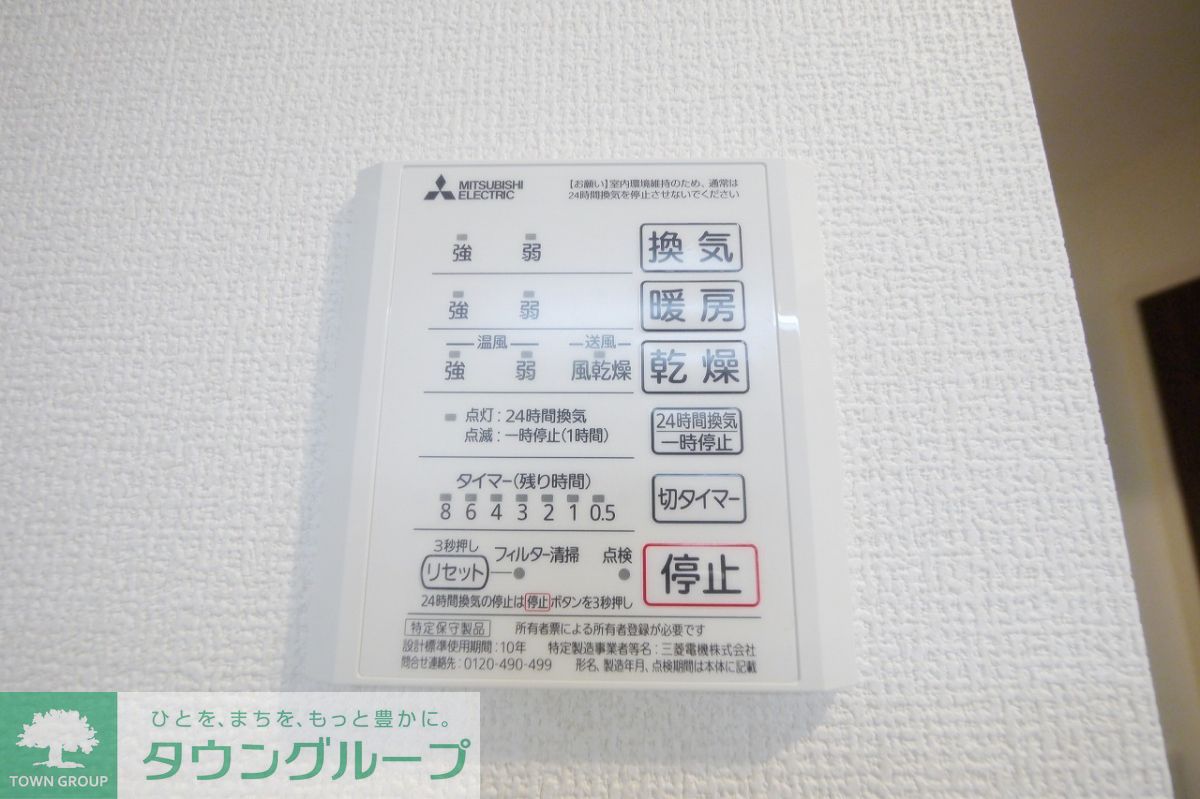 MITSUBISHI
ELECTRIC
【お願い】室内環境維持のため、通常は
24時間換気を停止させないでください
強 弱 換気
強 弱 暖房
温風 送風
強 弱 風乾燥 乾燥
点灯：24時間換気
点滅：一時停止(1時間)
24時間換気
一時停止
タイマー(残り時間)
8 6 4 3 2 1 0.5
切タイマー
3秒押し
リセット フィルター清掃 点検
停止
24時間換気の停止は停止ボタンを3秒押し
特定保守製品 所有者票による所有者登録が必要です
設計標準使用期間：10年 特定製造事業者等名：三菱電機株式会社
問合せ連絡先：0120-490-499 形名、製造年月、点検期間は本体に記載
TOWN GROUP
ひとを、まちを、もっと豊かに。
タウングループ